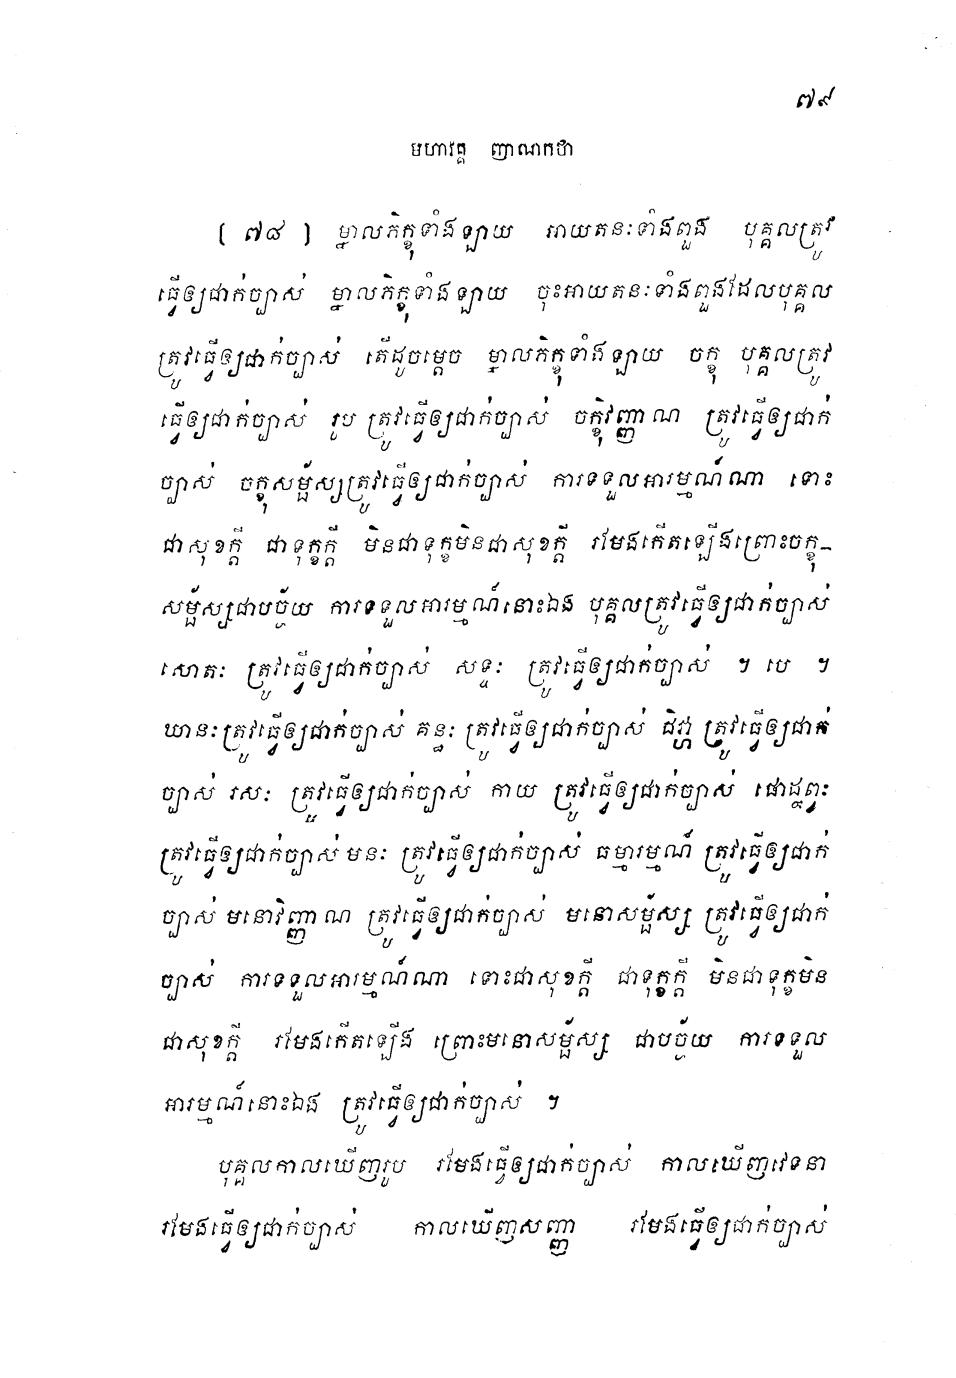 ៧៩
មហាវគ្គ ញាណកថា
( ៧៨ ) ម្នាលភិក្ខុទាំងឡាយ អាយតនៈទាំងពួង បុគ្គលត្រូវ
ធ្វើឲ្យជាក់ច្បាស់ ម្នាលភិក្ខុទាំងឡាយ ចុះអាយតនៈទាំងពួងដែលបុគ្គល
ត្រូវធ្វើឲ្យជាក់ច្បាស់ តើដូចម្តេច ម្នាលភិក្ខុទាំងឡាយ ចក្ខុ បុគ្គលត្រូវ
ធ្វើឲ្យជាក់ច្បាស់ រូប ត្រូវធ្វើឲ្យជាក់ច្បាស់ ចក្ខុវិញ្ញាណ ត្រូវធ្វើឲ្យជាក់
ច្បាស់ ចក្ខុសម្ផ័ស្សត្រូវធ្វើឲ្យជាក់ច្បាស់ ការទទួលអារម្មណ៍ណា ទោះ
ជាសុខក្តី ជាទុក្ខក្តី មិនជាទុក្ខមិនជាសុខក្តី រមែងកើតឡើងព្រោះចក្ខុ-
សម្ផ័ស្សជាបច្ច័យ ការទទួលអារម្មណ៍នោះឯង បុគ្គលត្រូវធ្វើឲ្យជាក់ច្បាស់
សោតៈ ត្រូវធ្វើឲ្យជាក់ច្បាស់ សទ្ទៈ ត្រូវធ្វើឲ្យជាក់ច្បាស់ ។ បេ ។
ឃានៈត្រូវធ្វើឲ្យជាក់ច្បាស់ គន្ធៈ ត្រូវធ្វើឲ្យជាក់ច្បាស់ ជិវ្ហា ត្រូវធ្វើឲ្យជាក់
ច្បាស់ រសៈ ត្រូវធ្វើឲ្យជាក់ច្បាស់ កាយ ត្រូវធ្វើឲ្យជាក់ច្បាស់ ផោដ្ឋព្វៈ
ត្រូវធ្វើឲ្យជាក់ច្បាស់ មនៈ ត្រូវធ្វើឲ្យជាក់ច្បាស់ ធម្មារម្មណ៍ ត្រូវធ្វើឲ្យជាក់
ច្បាស់ មនោវិញ្ញាណ ត្រូវធ្វើឲ្យជាក់ច្បាស់ មនោសម្ផ័ស្ស ត្រូវធ្វើឲ្យជាក់
ច្បាស់ ការទទួលអារម្មណ៍ណា ទោះជាសុខក្តី ជាទុក្ខក្តី មិនជាទុក្ខមិន
ជាសុខក្តី រមែងកើតឡើង ព្រោះមនោសម្ផ័ស្ស ជាបច្ច័យ ការទទួល
អារម្មណ៍នោះឯង ត្រូវធ្វើឲ្យជាក់ច្បាស់ ។
បុគ្គលកាលឃើញរូប រមែងធ្វើឲ្យជាក់ច្បាស់ កាលឃើញវេទនា
រមែងធ្វើឲ្យជាក់ច្បាស់ កាលឃើញសញ្ញា រមែងធ្វើឲ្យជាក់ច្បាស់